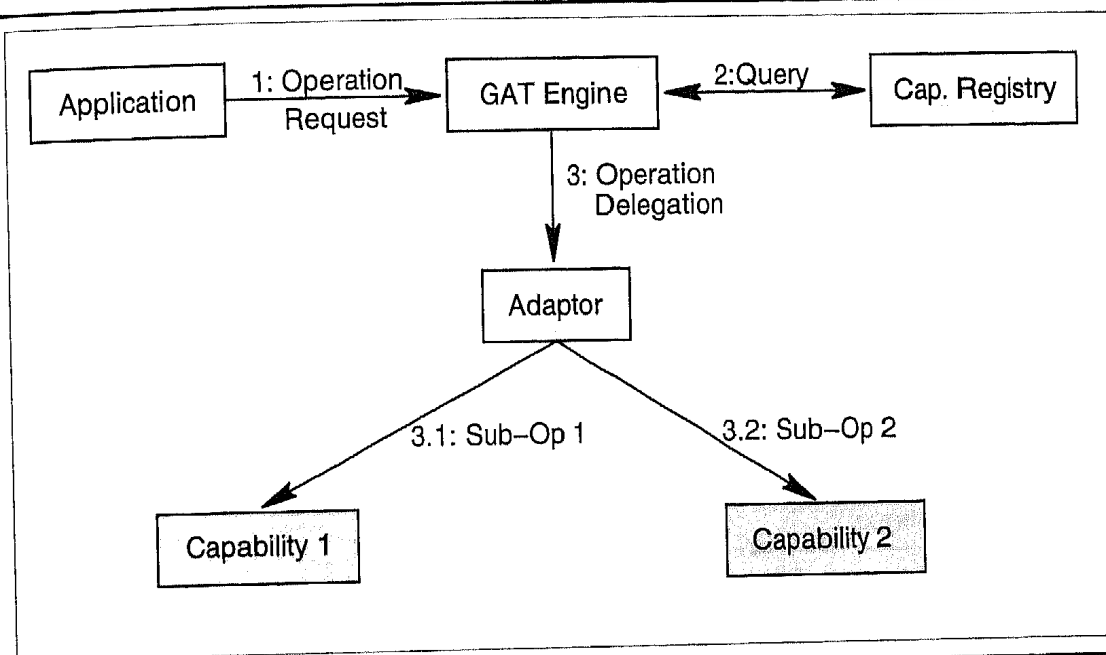 Application
1: Operation
Request
GAT Engine
2:Query
Cap. Registry
3: Operation
Delegation
Adaptor
3.1: Sub–Op 1
3.2: Sub–Op 2
Capability 1
Capability 2